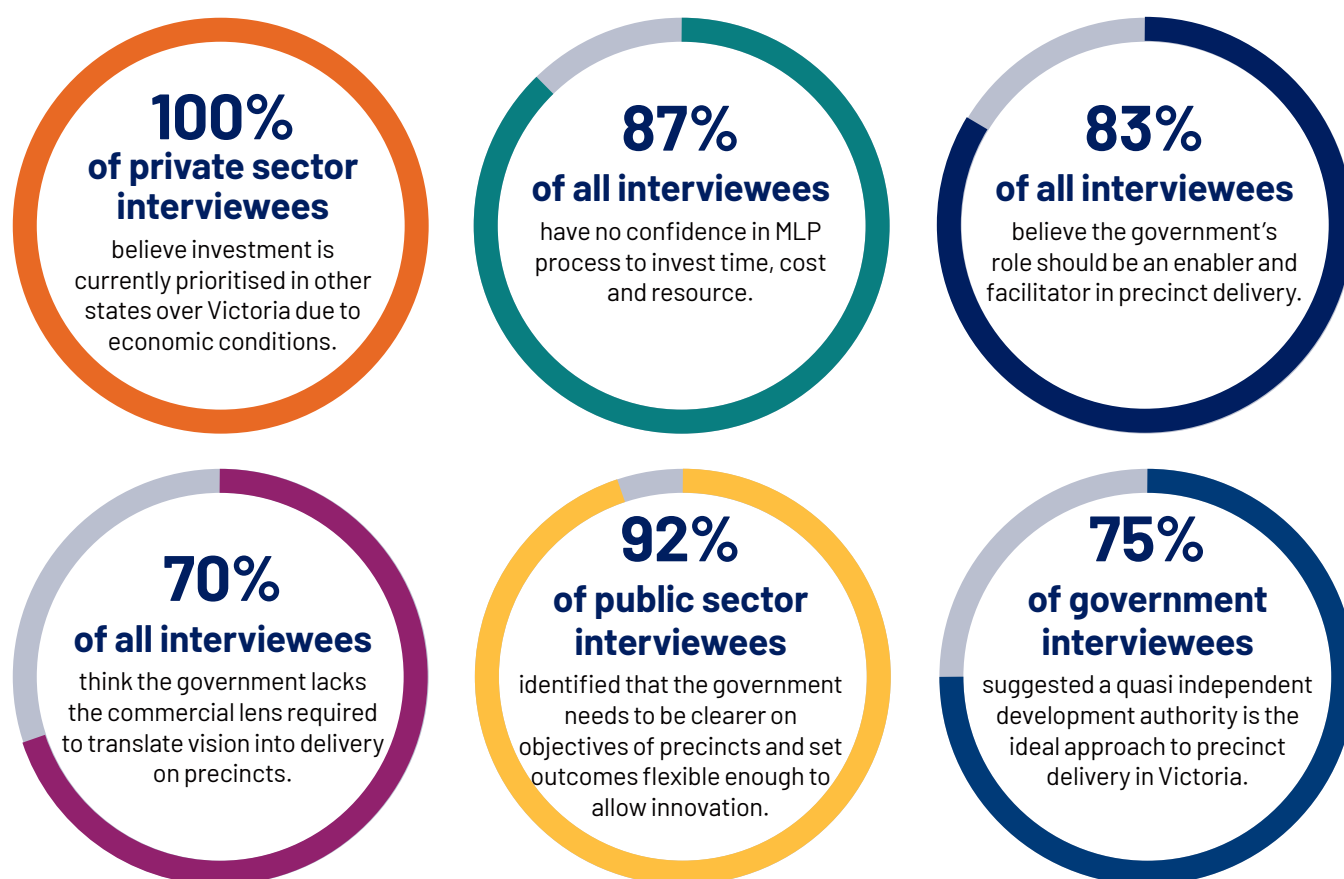 100%
of private sector
interviewees
believe investment is
currently prioritised in other
states over Victoria due to
economic conditions.
87%
of all interviewees
have no confidence in MLP
process to invest time, cost
and resource.
83%
of all interviewees
believe the government's
role should be an enabler and
facilitator in precinct delivery.
70%
of all interviewees
think the government lacks
the commercial lens required
to translate vision into delivery
on precincts.
92%
of public sector
interviewees
identified that the government
needs to be clearer on
objectives of precincts and set
outcomes flexible enough to
allow innovation.
75%
of government
interviewees
suggested a quasi independent
development authority is the
ideal approach to precinct
delivery in Victoria.